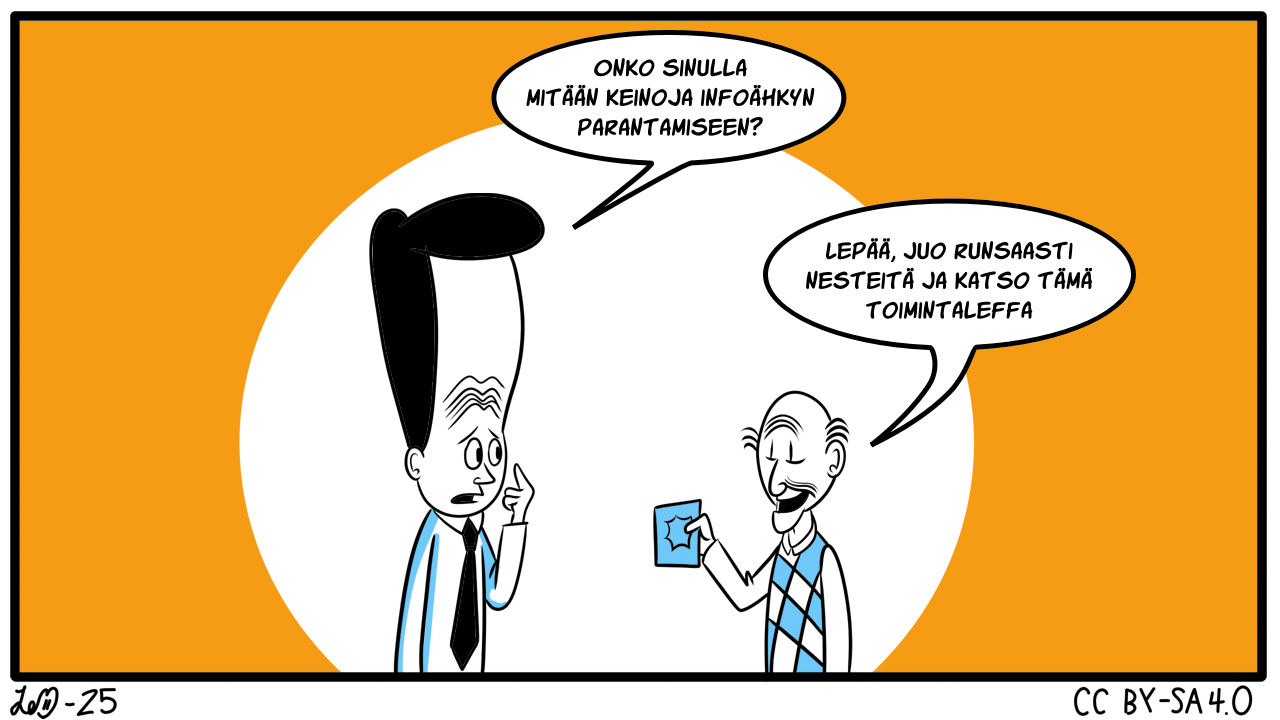 ONKO SINULLA
MITÄÄN KEINOJA INFOÄHKYN
PARANTAMISEEN?
LEPÄÄ, JUO RUNSAASTI
NESTEITÄ JA KATSO TÄMÄ
TOIMINTALEFFA
-25
CC BY-SA 4.0